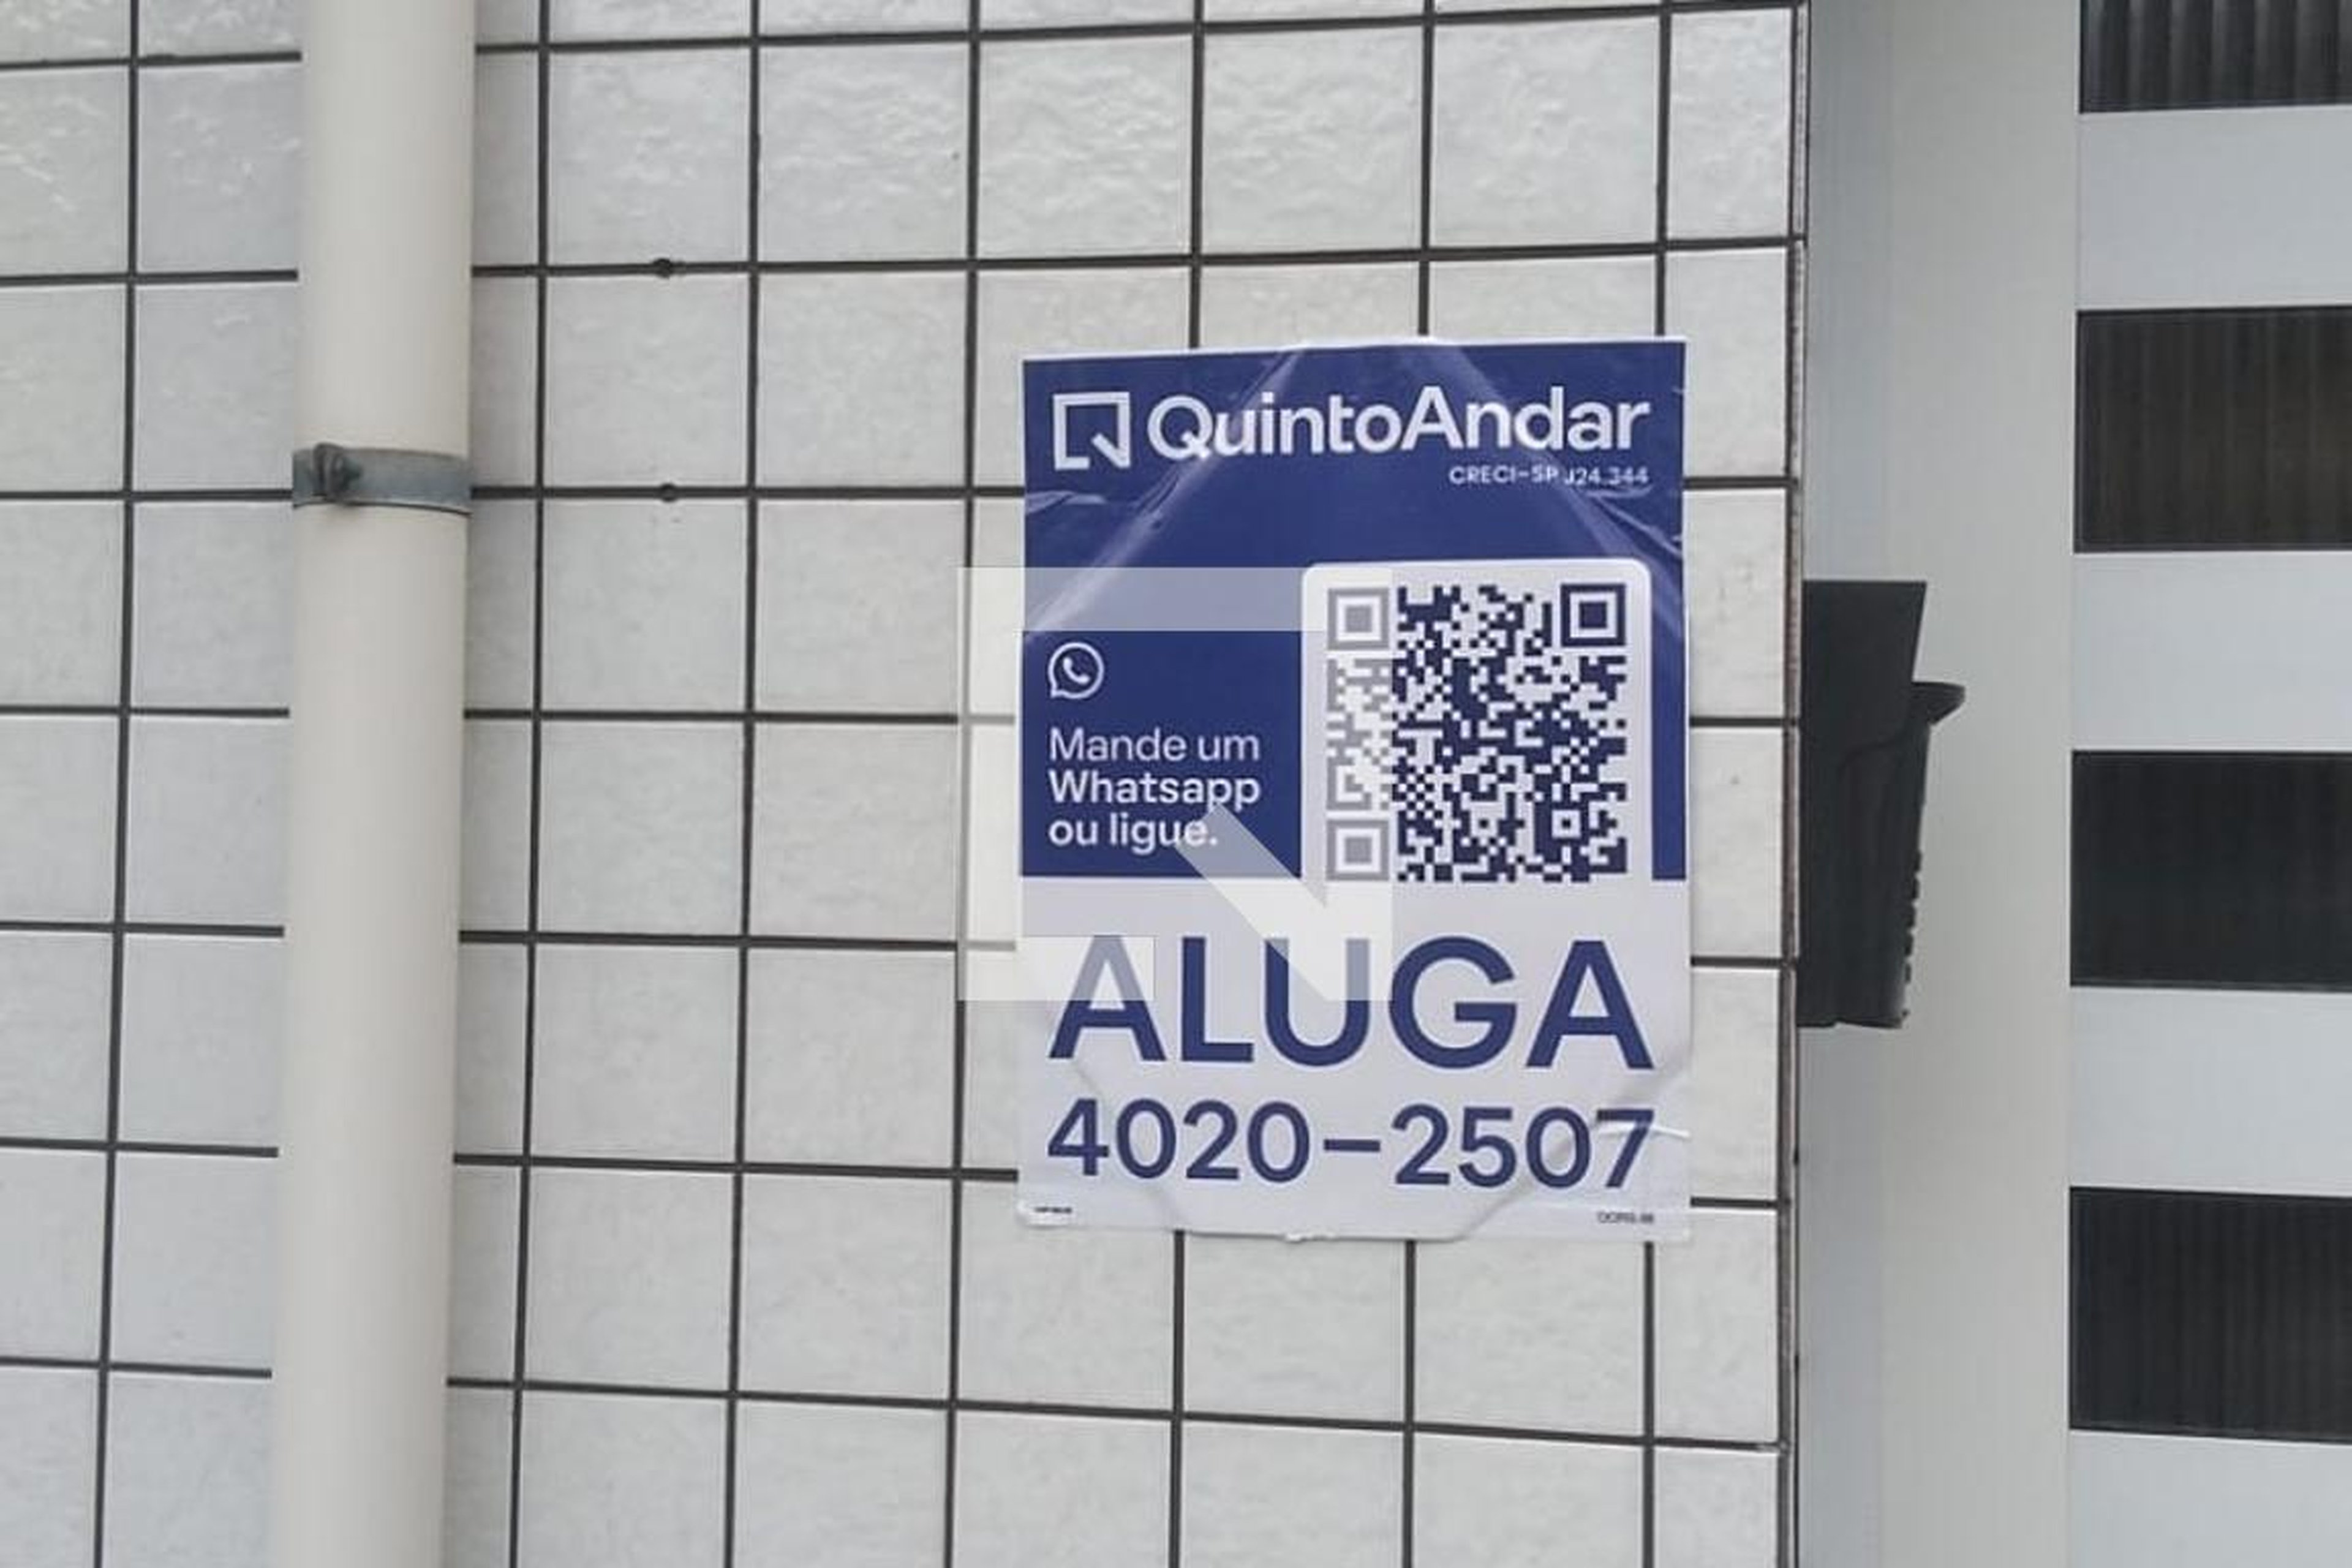 QuintoAndar
CRECI-SP J24.344
Mande um
Whatsapp
ou ligue.
ALUGA
4020-2507